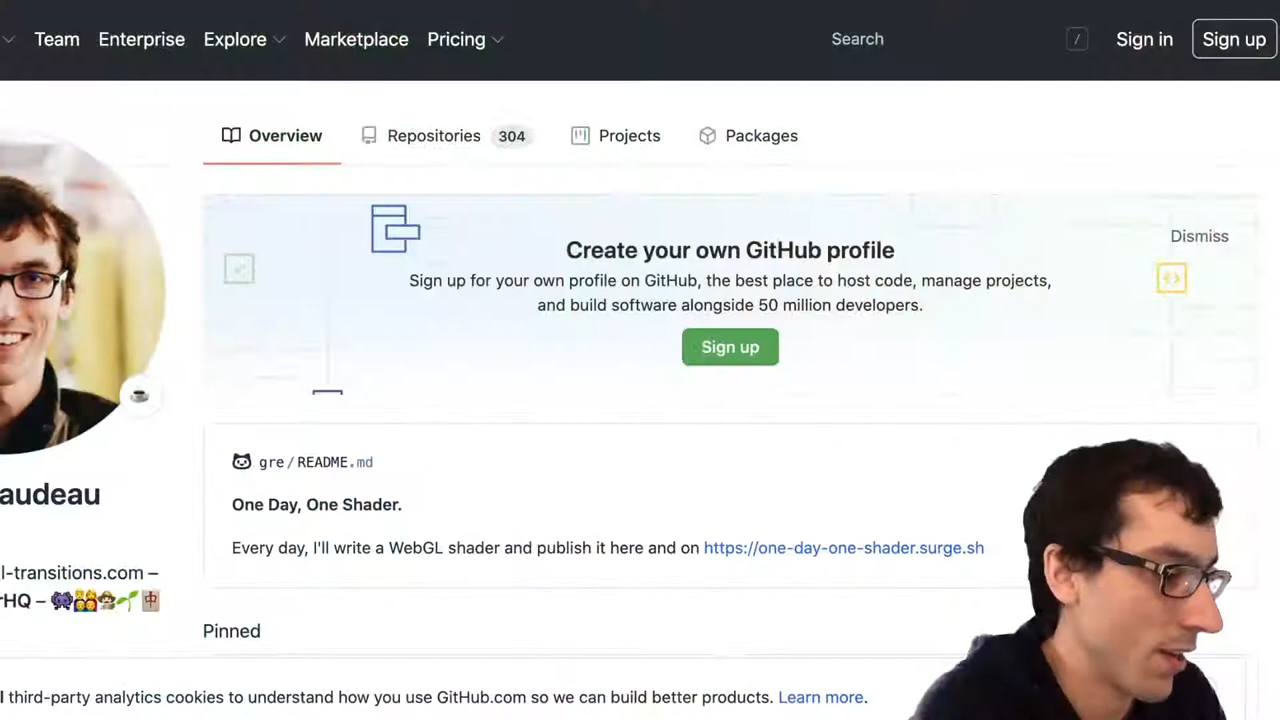 Team Enterprise Explore Marketplace Pricing Search / Sign in Sign up
Overview Repositories 304 Projects Packages
Create your own GitHub profile
Dismiss
Sign up for your own profile on GitHub, the best place to host code, manage projects,
and build software alongside 50 million developers.
Sign up
gre / README.md
One Day, One Shader.
Every day, I'll write a WebGL shader and publish it here and on https://one-day-one-shader.surge.sh
audeau
l-transitions.com –
rHQ – 中
Pinned
l third-party analytics cookies to understand how you use GitHub.com so we can build better products. Learn more.